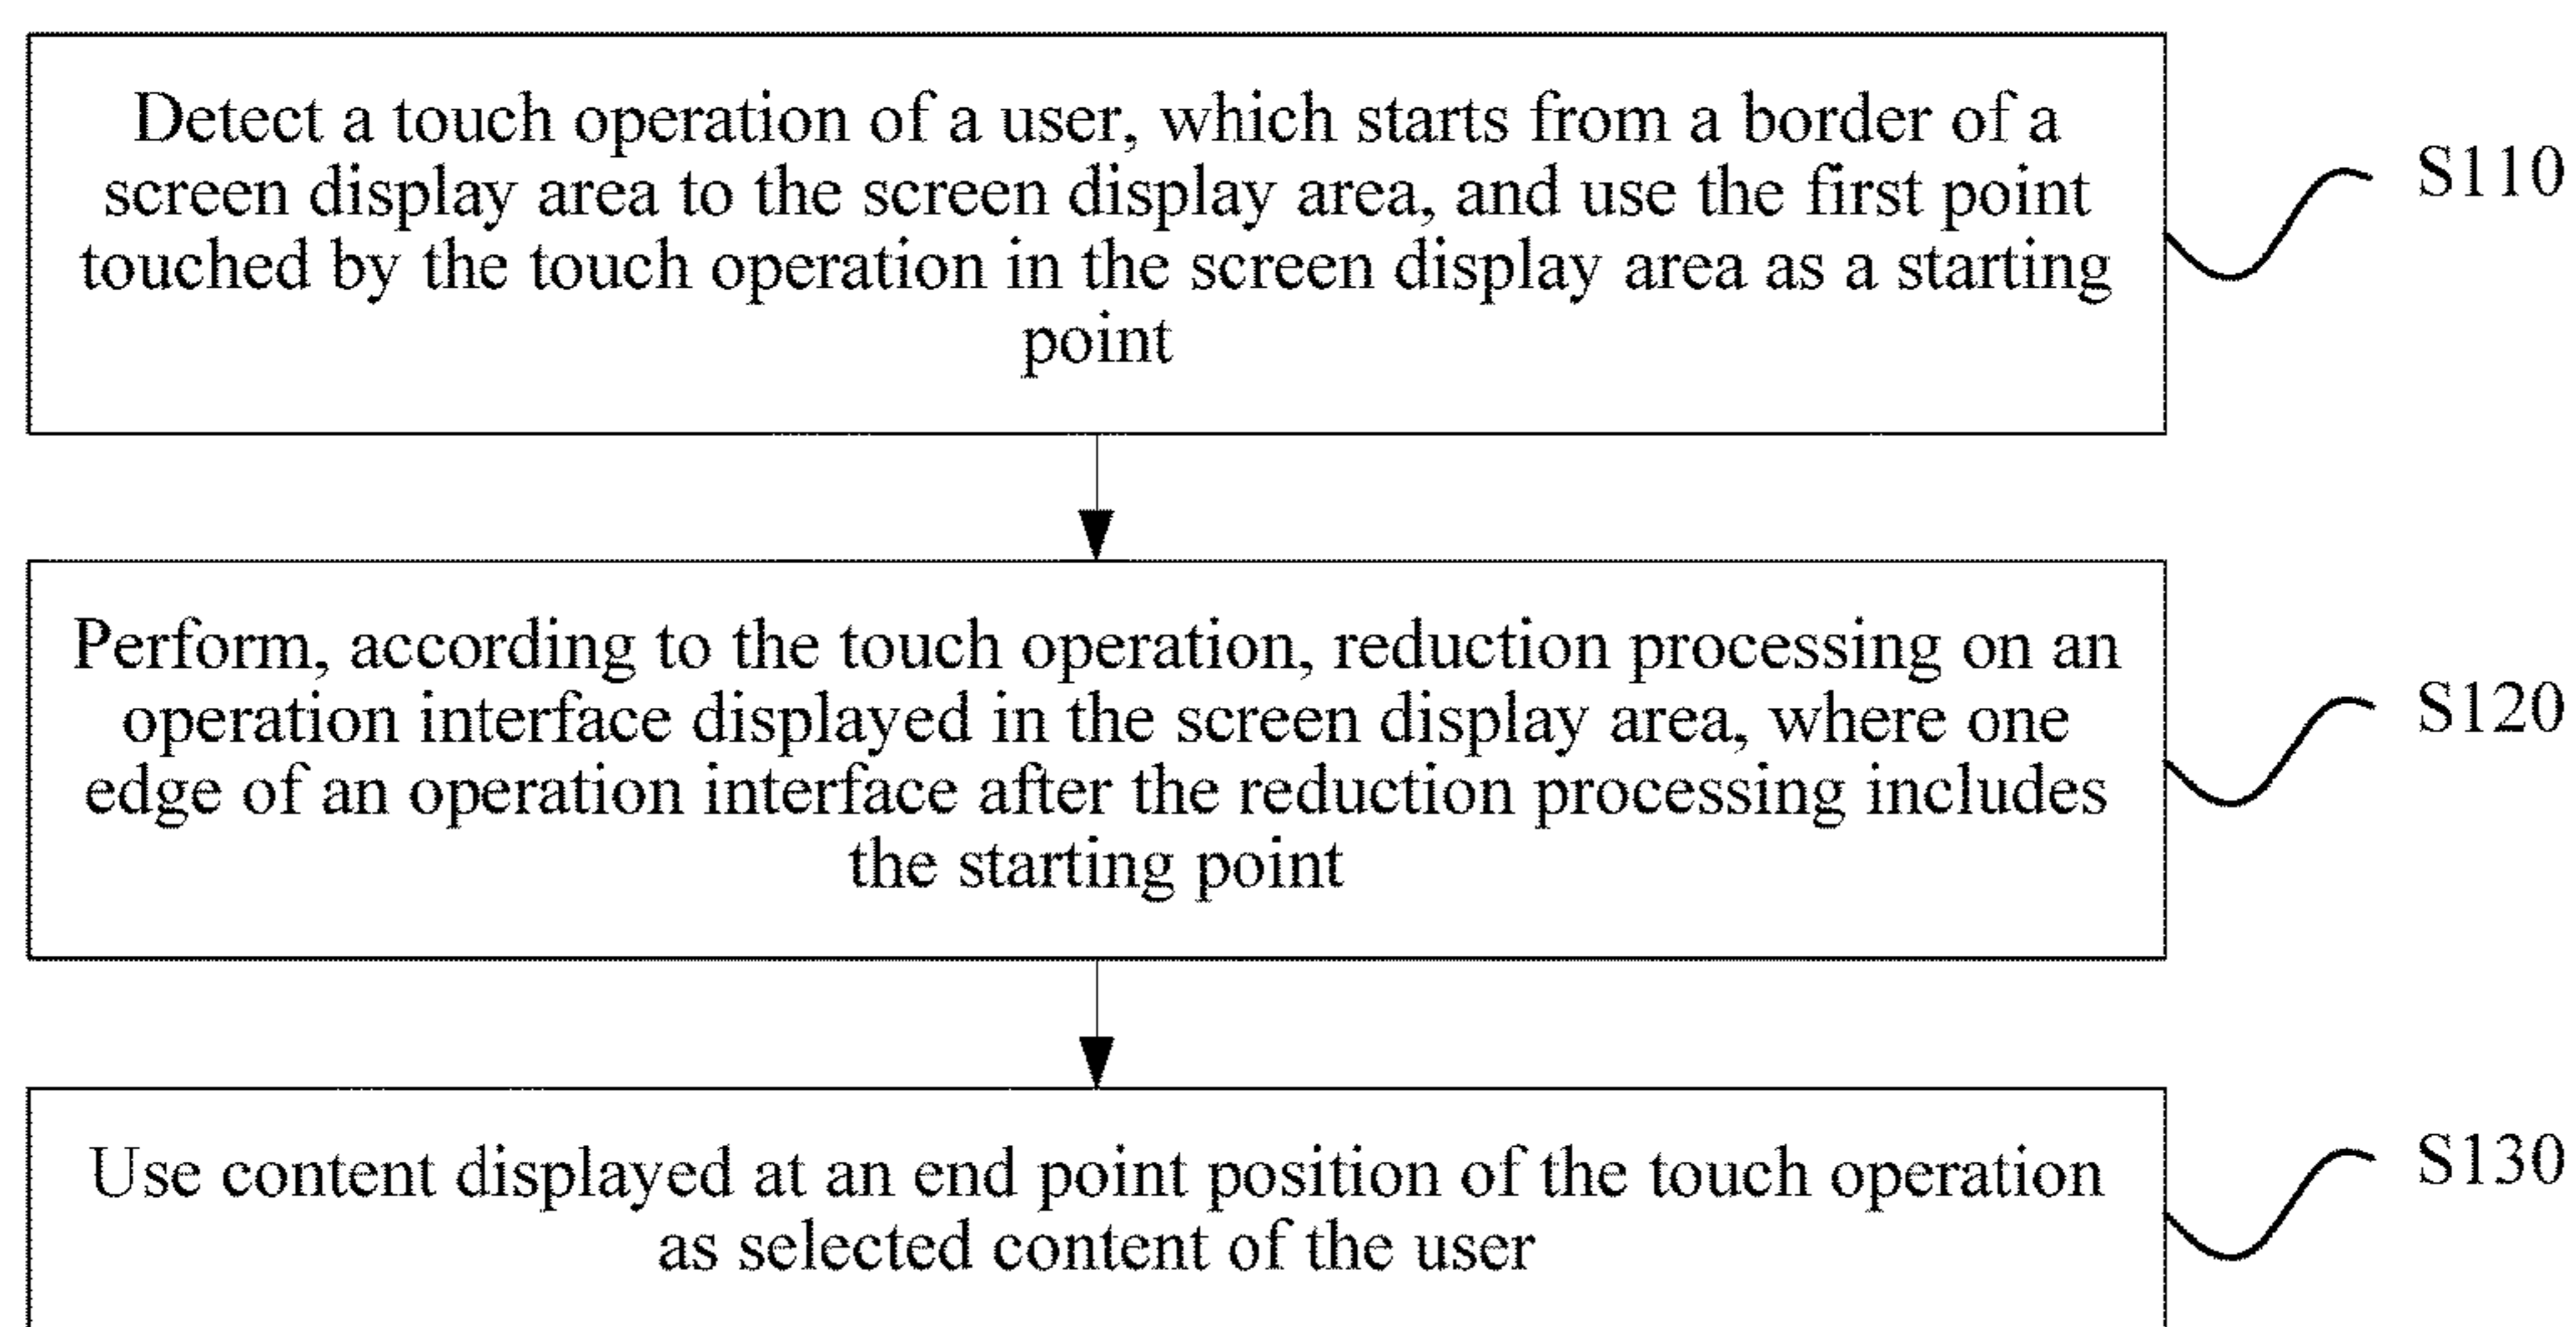 Detect a touch operation of a user, which starts from a border of a
screen display area to the screen display area, and use the first point
touched by the touch operation in the screen display area as a starting
point
S110
Perform, according to the touch operation, reduction processing on an
operation interface displayed in the screen display area, where one
edge of an operation interface after the reduction processing includes
the starting point
S120
Use content displayed at an end point position of the touch operation
as selected content of the user
S130